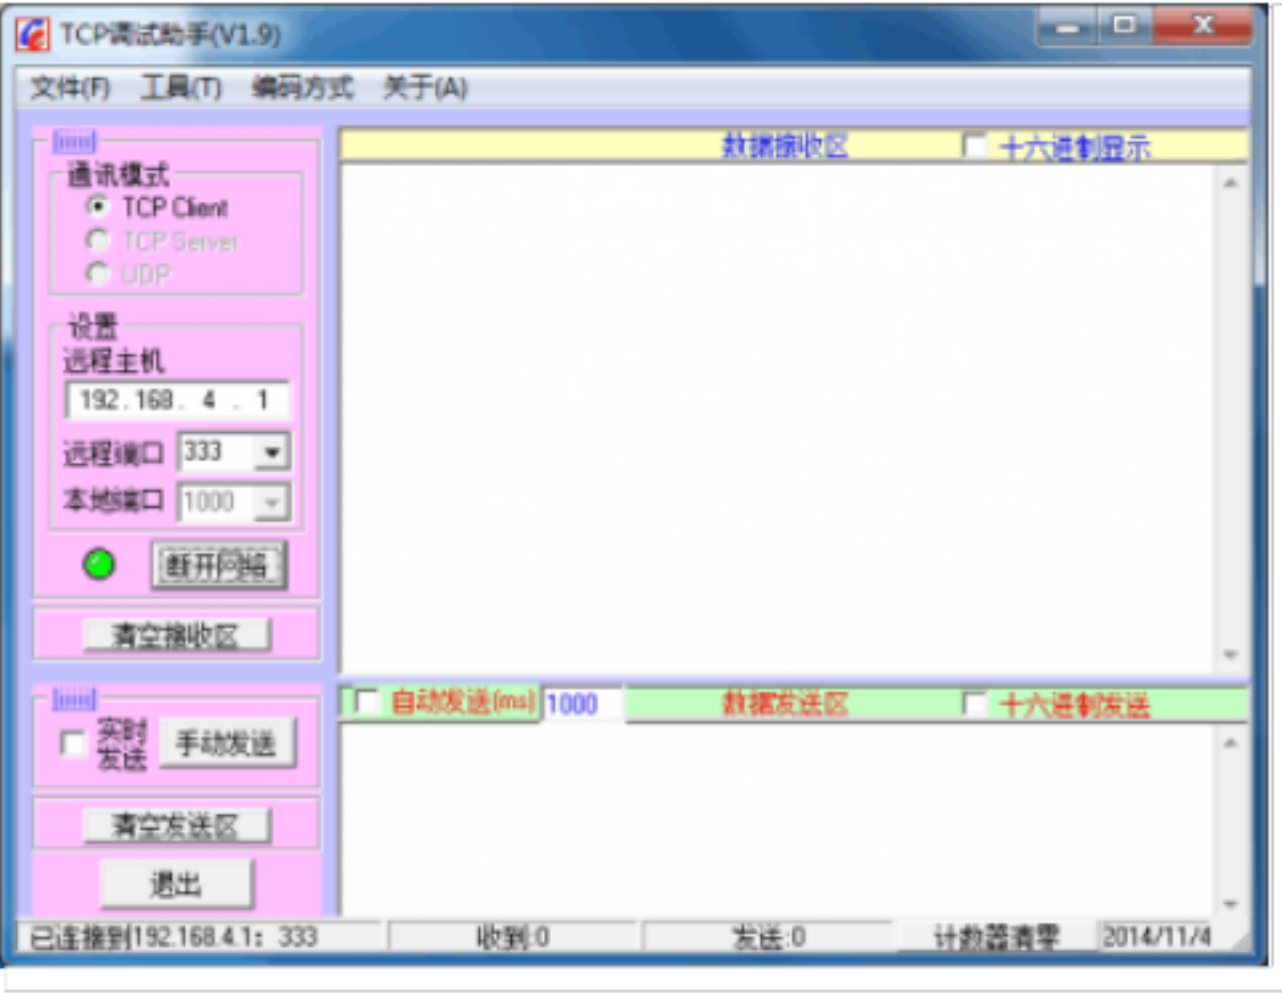 TCP调试助手(V1.9)
文件(F) 工具(T) 编码方式 关于(A)
数据接收区 十六进制显示
通讯模式
TCP Client
TCP Server
UDP
设置
远程主机
192.168. 4 . 1
远程端口 333
本地端口 1000
断开网络
清空接收区
自动发送(ms) 1000 数据发送区 十六进制发送
实时
发送
手动发送
清空发送区
退出
已连接到192.168.4.1: 333 收到:0 发送:0 计数器清零 2014/11/4